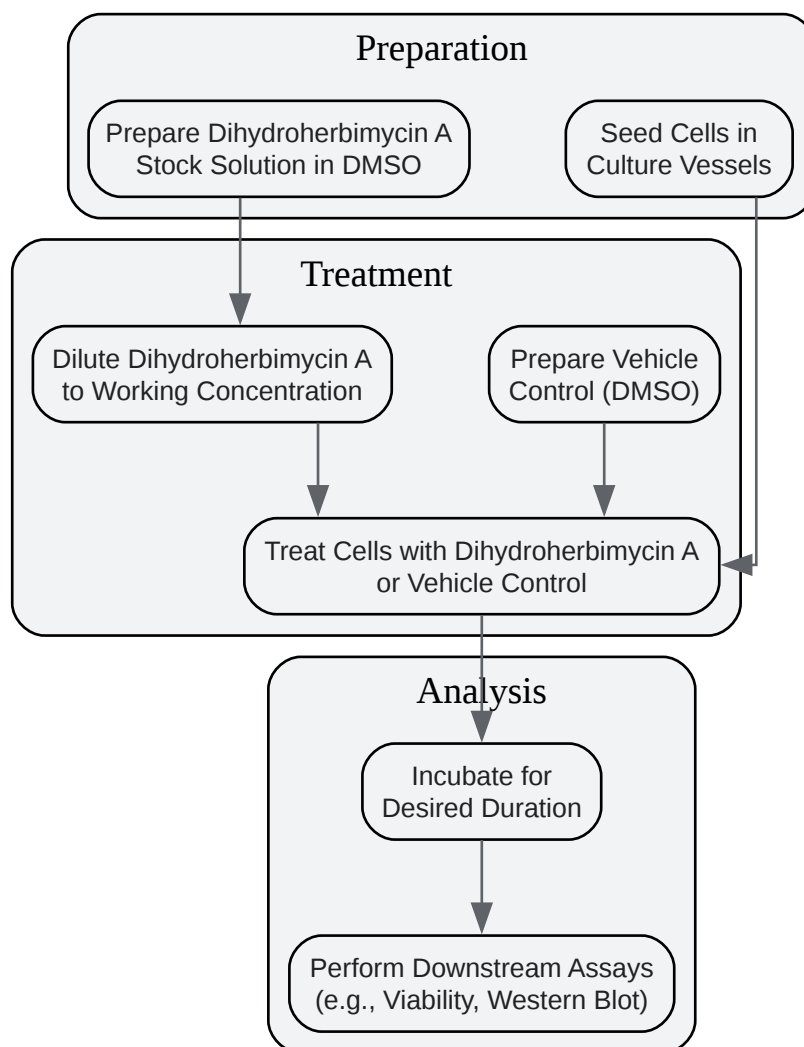 Preparation
Prepare Dihydroherbimycin A
Stock Solution in DMSO
Seed Cells in
Culture Vessels
Treatment
Dilute Dihydroherbimycin A
to Working Concentration
Prepare Vehicle
Control (DMSO)
Treat Cells with Dihydroherbimycin A
or Vehicle Control
Analysis
Incubate for
Desired Duration
Perform Downstream Assays
(e.g., Viability, Western Blot)